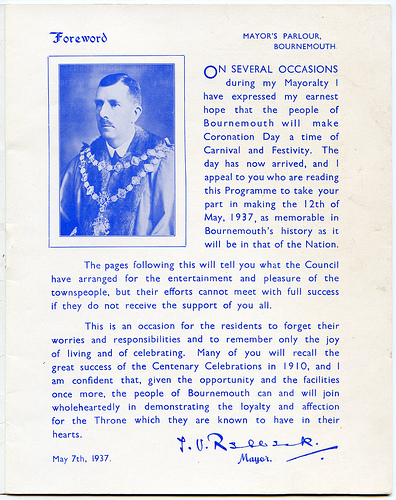 Foreword
MAYOR'S PARLOUR,
BOURNEMOUTH
ON SEVERAL OCCASIONS
during my Mayoralty I
have expressed my earnest
hope that the people of
Bournemouth will make
Coronation Day a time of
Carnival and Festivity. The
day has now arrived, and I
appeal to you who are reading
this Programme to take your
part in making the 12th of
May, 1937, as memorable in
Bournemouth's history as it
will be in that of the Nation.
The pages following this will tell you what the Council
have arranged for the entertainment and pleasure of the
townspeople, but their efforts cannot meet with full success
if they do not receive the support of you all.
This is an occasion for the residents to forget their
worries and responsibilities and to remember only the joy
of living and of celebrating. Many of you will recall the
great success of the Centenary Celebrations in 1910, and I
am confident that, given the opportunity and the facilities
once more, the people of Bournemouth can and will join
wholeheartedly in demonstrating the loyalty and affection
for the Throne which they are known to have in their
hearts.
May 7th, 1937.
Mayor.